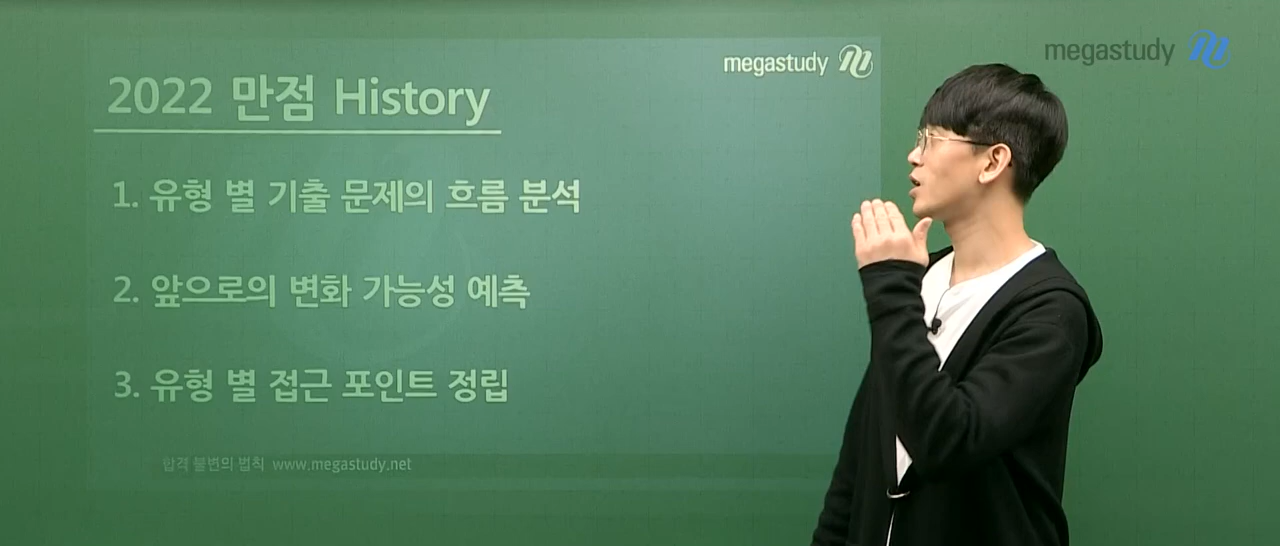 megastudy
megastudy
2022 만점 History
1. 유형 별 기출 문제의 흐름 분석
2. 앞으로의 변화 가능성 예측
3. 유형 별 접근 포인트 정립
합격 불변의 법칙 www.megastudy.net